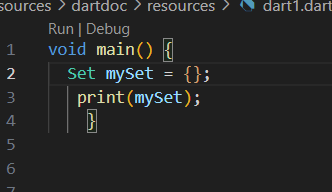 sources > dartdoc > resources > dart1.dart
Run | Debug
1 void main() {
2 Set mySet = {};
3 print(mySet);
4 }
5
6